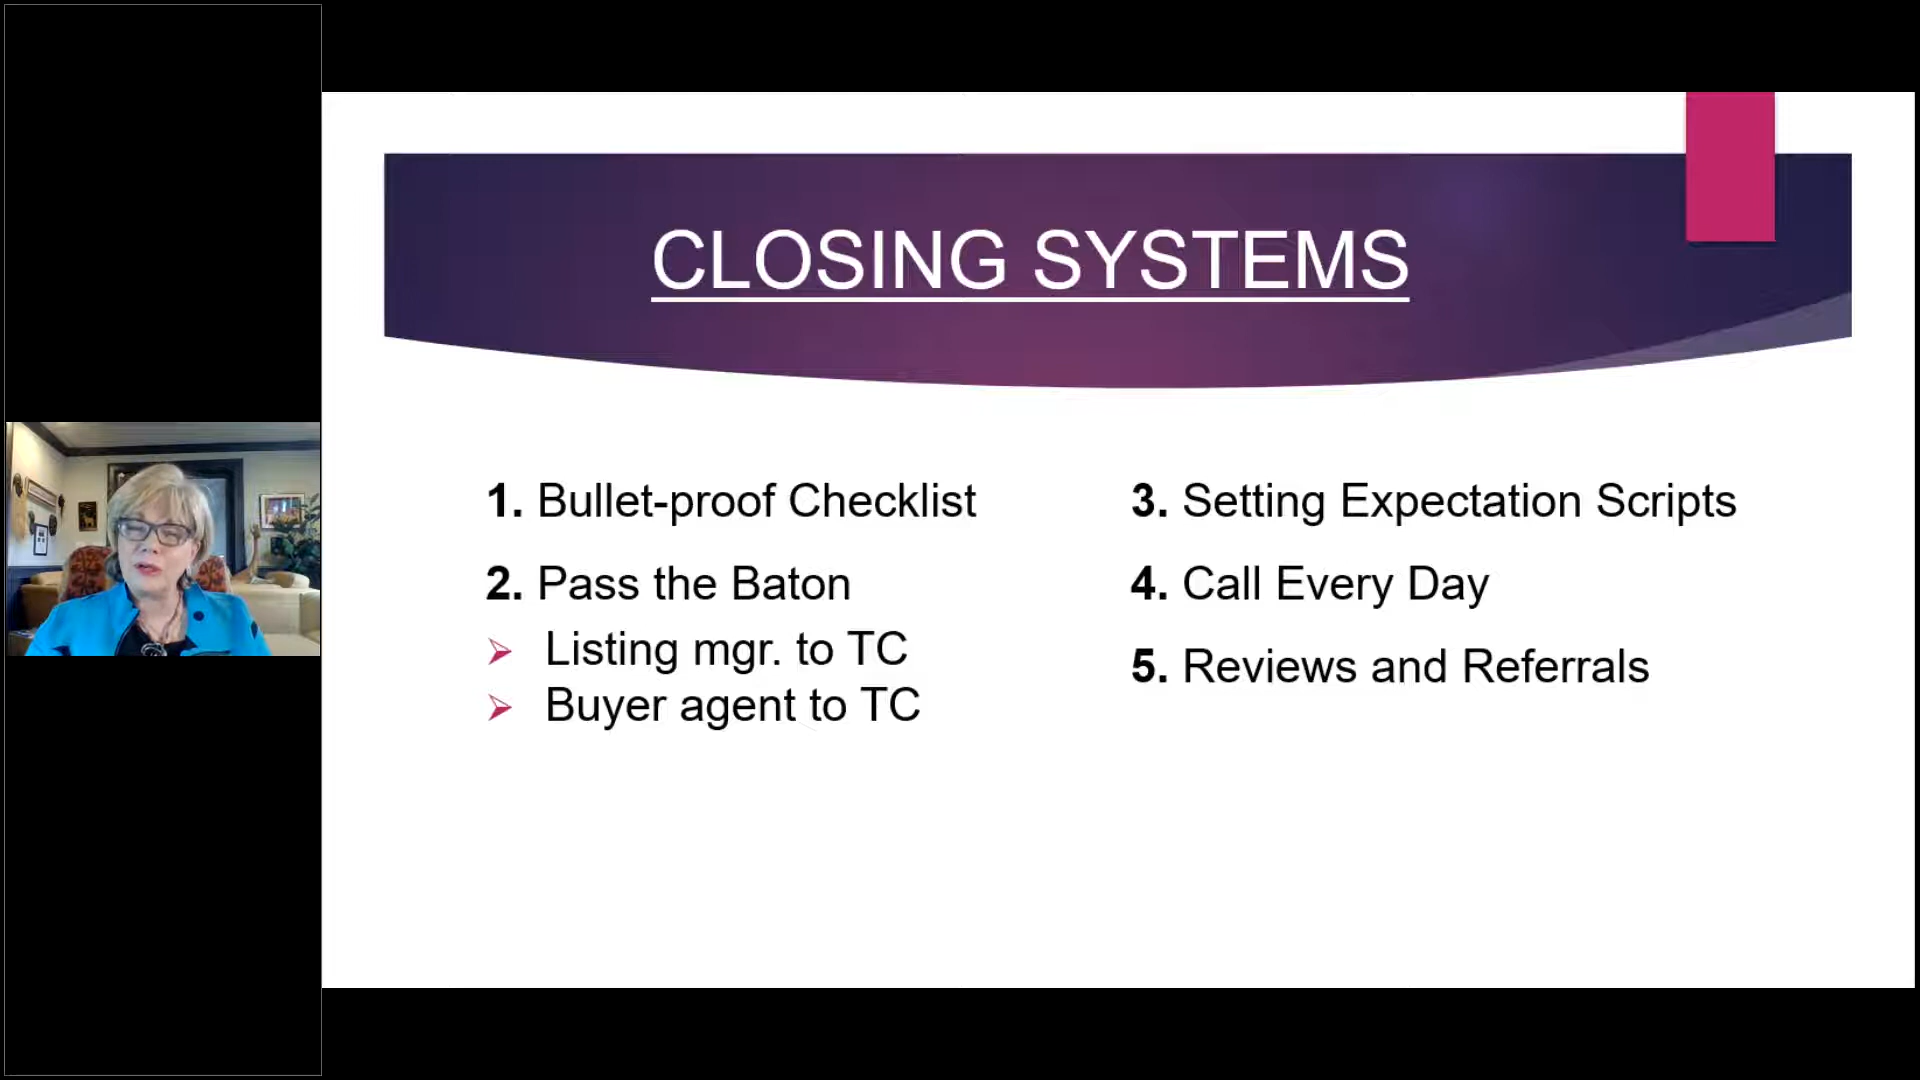 CLOSING SYSTEMS
1. Bullet-proof Checklist
2. Pass the Baton
Listing mgr. to TC
Buyer agent to TC
3. Setting Expectation Scripts
4. Call Every Day
5. Reviews and Referrals